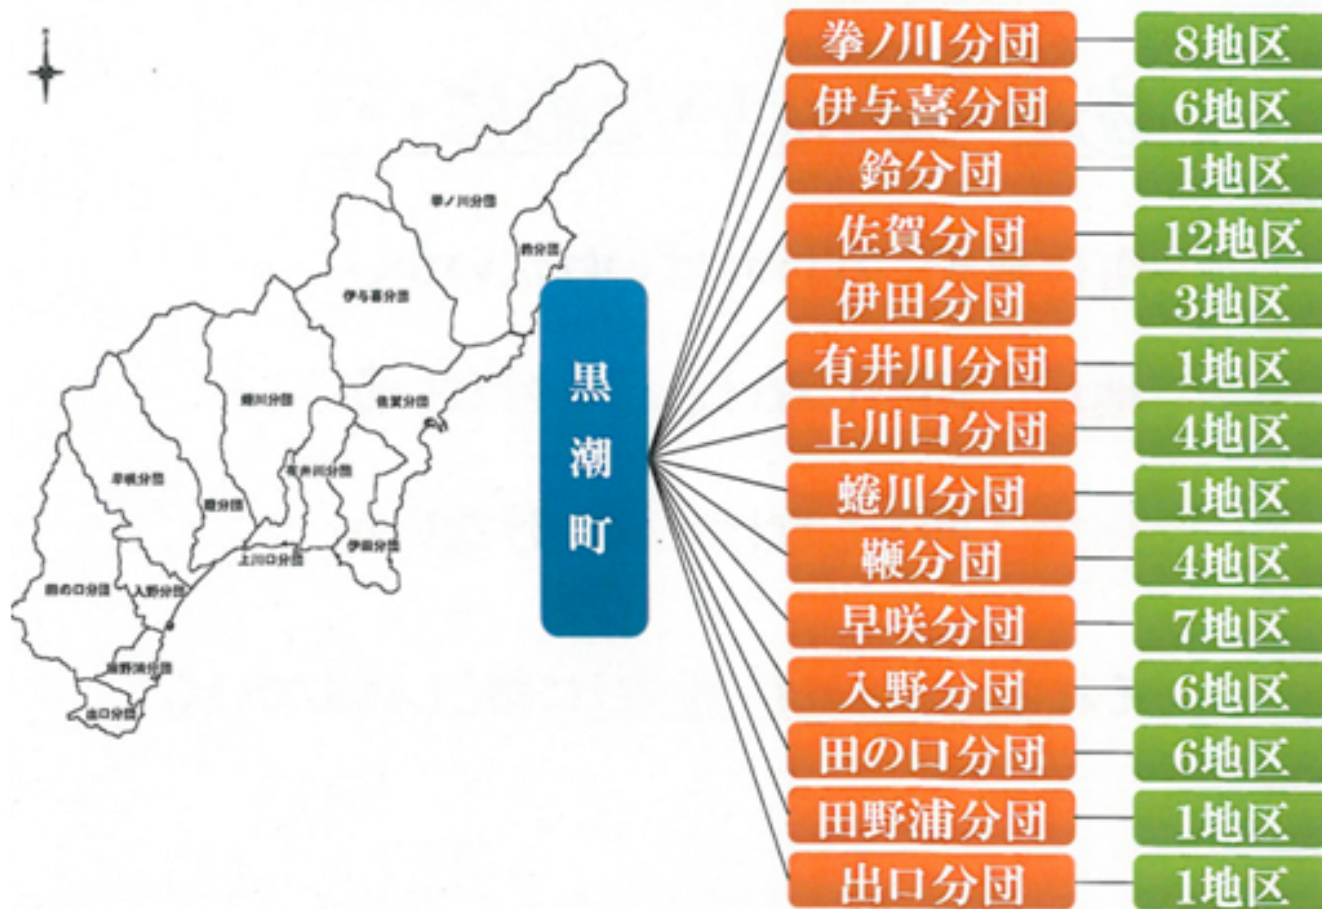 拳ノ川分団 8地区
伊与喜分団 6地区
鈴分団 1地区
佐賀分団 12地区
伊田分団 3地区
有井川分団 1地区
上川口分団 4地区
蜷川分団 1地区
鞭分団 4地区
早咲分団 7地区
入野分団 6地区
田の口分団 6地区
田野浦分団 1地区
出口分団 1地区
黒潮町
拳ノ川分団
鈴分団
伊与喜分団
蜷川分団
佐賀分団
有井川分団
早咲分団
鞭分団
伊田分団
上川口分団
田の口分団
入野分団
田野浦分団
出口分団